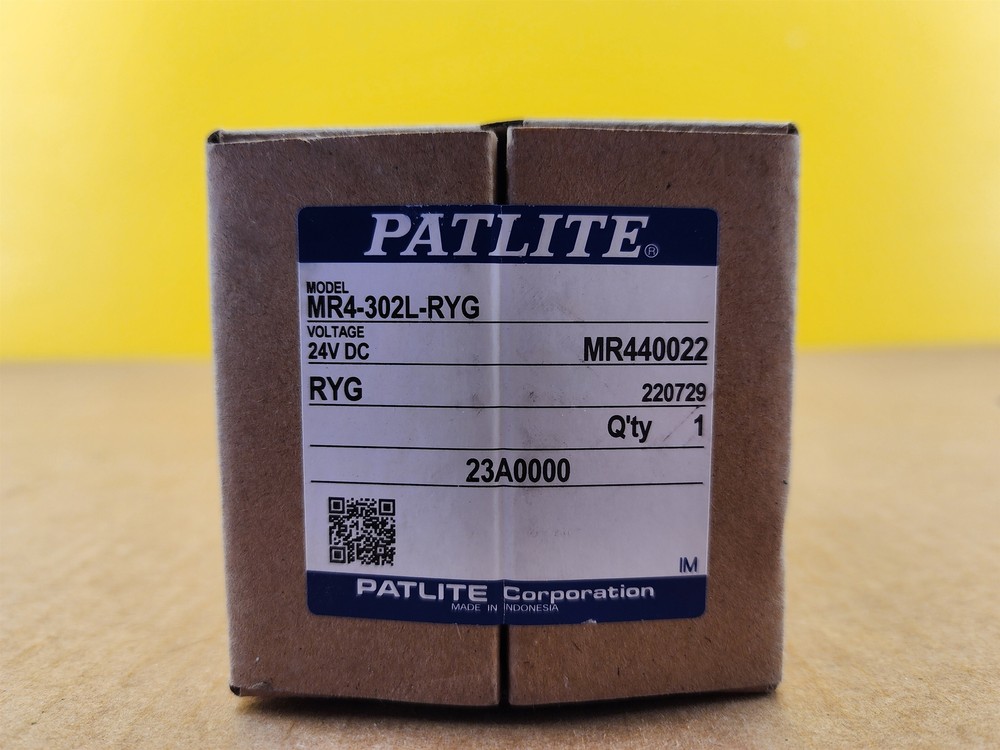 PATLITE®
MODEL
MR4-302L-RYG
VOLTAGE
24V DC MR440022
RYG 220729
Q'ty 1
23A0000
IM
PATLITE Corporation
MADE IN INDONESIA